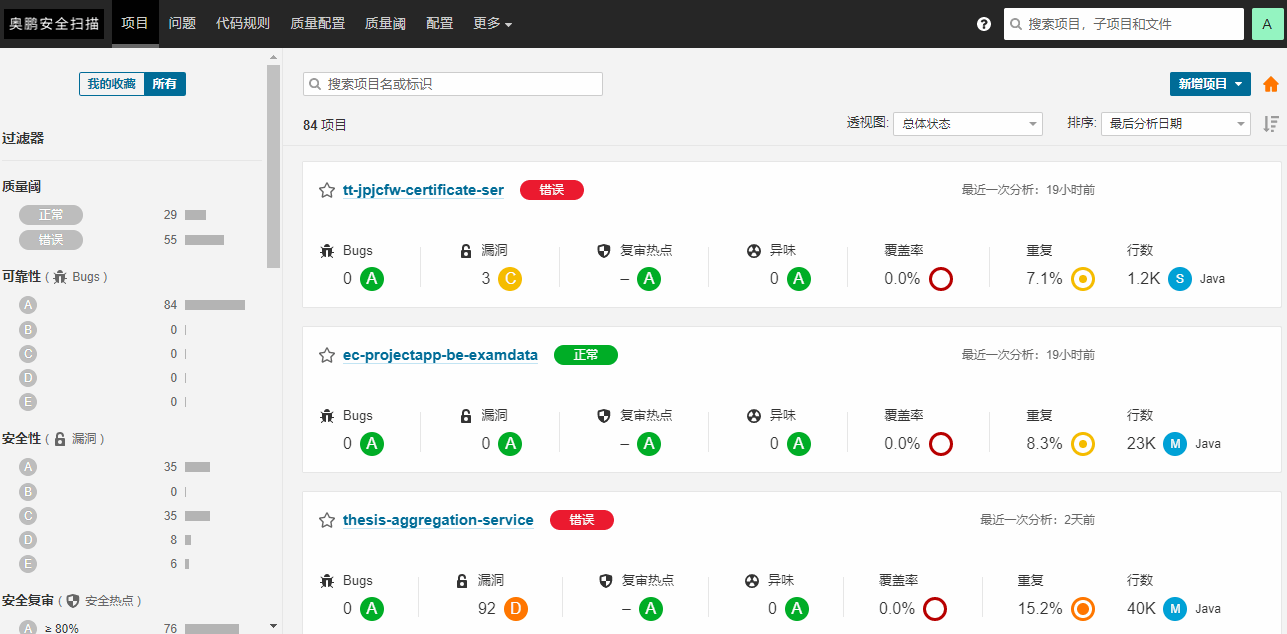 奥鹏安全扫描 项目 问题 代码规则 质量配置 质量阈 配置 更多 搜索项目，子项目和文件 A
我的收藏 所有
过滤器
质量阈
正常 29
错误 55
可靠性 ( Bugs )
A 84
B 0
C 0
D 0
E 0
安全性 ( 漏洞 )
A 35
B 0
C 35
D 8
E 6
安全复审 ( 安全热点 )
A ≥ 80% 76
搜索项目名或标识 新增项目
84 项目 透视图: 总体状态 排序: 最后分析日期
tt-jpjcfw-certificate-ser 错误 最近一次分析：19小时前
Bugs 漏洞 复审热点 异味 覆盖率 重复 行数
0 A 3 C – A 0 A 0.0% 7.1% 1.2K S Java
ec-projectapp-be-examdata 正常 最近一次分析：19小时前
Bugs 漏洞 复审热点 异味 覆盖率 重复 行数
0 A 0 A – A 0 A 0.0% 8.3% 23K M Java
thesis-aggregation-service 错误 最近一次分析：2天前
Bugs 漏洞 复审热点 异味 覆盖率 重复 行数
0 A 92 D – A 0 A 0.0% 15.2% 40K M Java